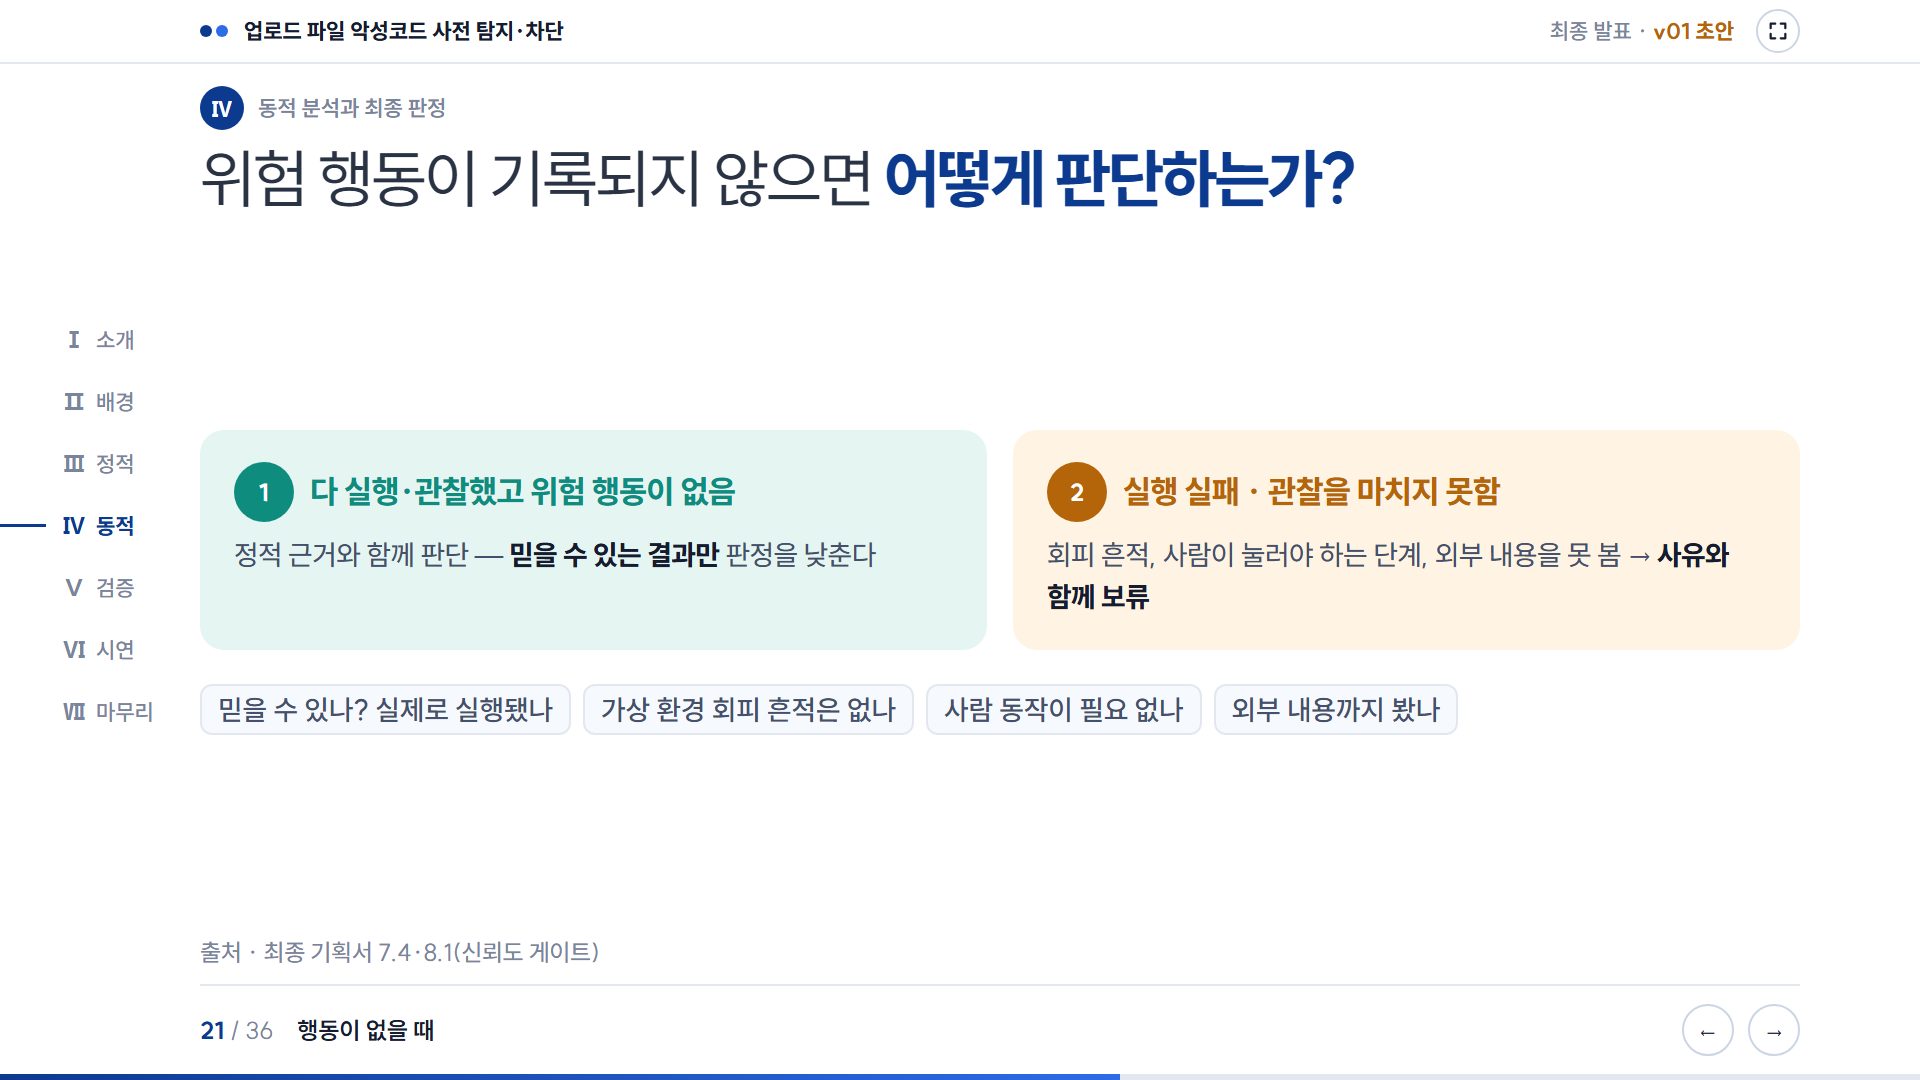 업로드 파일 악성코드 사전 탐지·차단
최종 발표 · v01 초안
IV 동적 분석과 최종 판정
위험 행동이 기록되지 않으면 어떻게 판단하는가?
I 소개
II 배경
III 정적
IV 동적
V 검증
VI 시연
VII 마무리
1 다 실행·관찰했고 위험 행동이 없음
정적 근거와 함께 판단 — 믿을 수 있는 결과만 판정을 낮춘다
2 실행 실패 · 관찰을 마치지 못함
회피 흔적, 사람이 눌러야 하는 단계, 외부 내용을 못 봄 → 사유와
함께 보류
믿을 수 있나? 실제로 실행됐나
가상 환경 회피 흔적은 없나
사람 동작이 필요 없나
외부 내용까지 봤나
출처 · 최종 기획서 7.4·8.1(신뢰도 게이트)
21 / 36 행동이 없을 때
← →